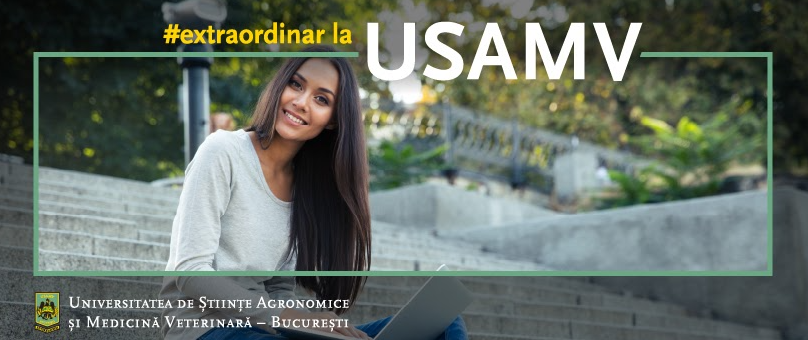 #extraordinar la USAMV
Universitatea de Științe Agronomice
și Medicină Veterinară – București